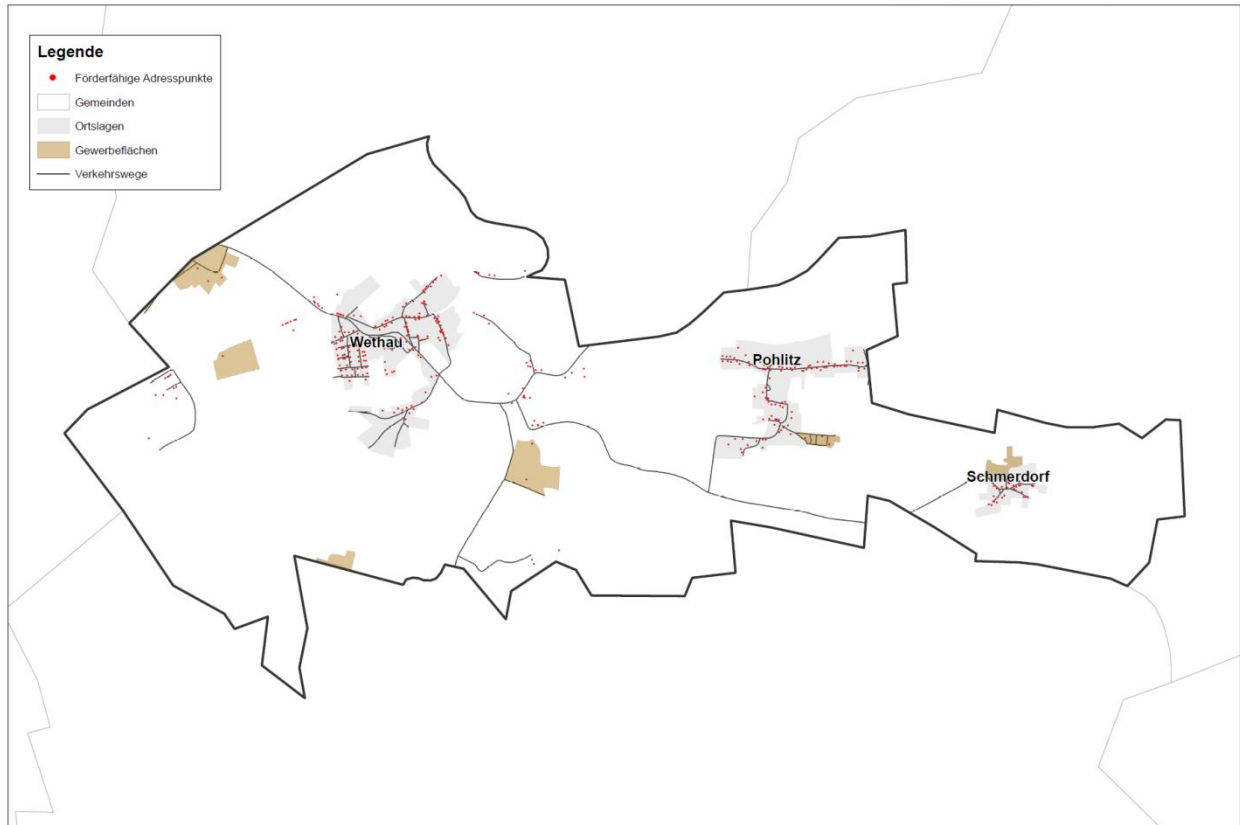 Legende
Förderfähige Adresspunkte
Gemeinden
Ortslagen
Gewerbeflächen
Verkehrswege
Wethau
Pohlitz
Schmerdorf